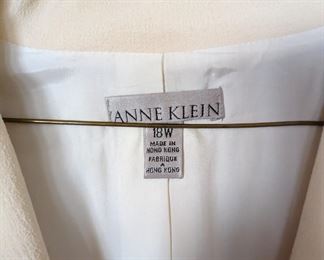 ANNE KLEIN
18W
MADE IN
HONG KONG
FABRIQUE
A
HONG KONG